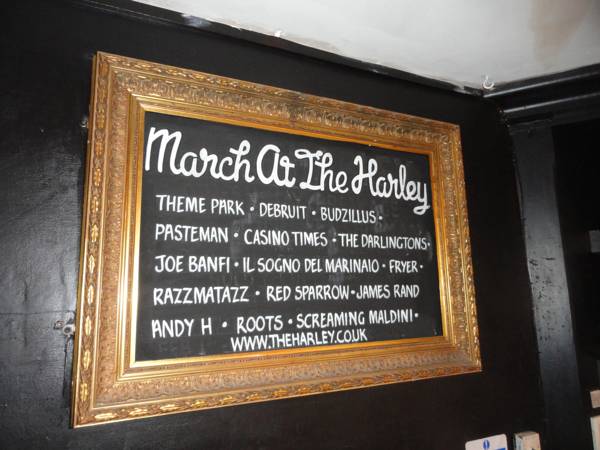 March At The Harley
THEME PARK • DEBRUIT • BUDZILLUS •
PASTEMAN • CASINO TIMES • THE DARLINGTONS •
JOE BANFI • IL SOGNO DEL MARINAIO • FRYER •
RAZZMATAZZ • RED SPARROW • JAMES RAND
ANDY H • ROOTS • SCREAMING MALDINI •
WWW.THEHARLEY.CO.UK